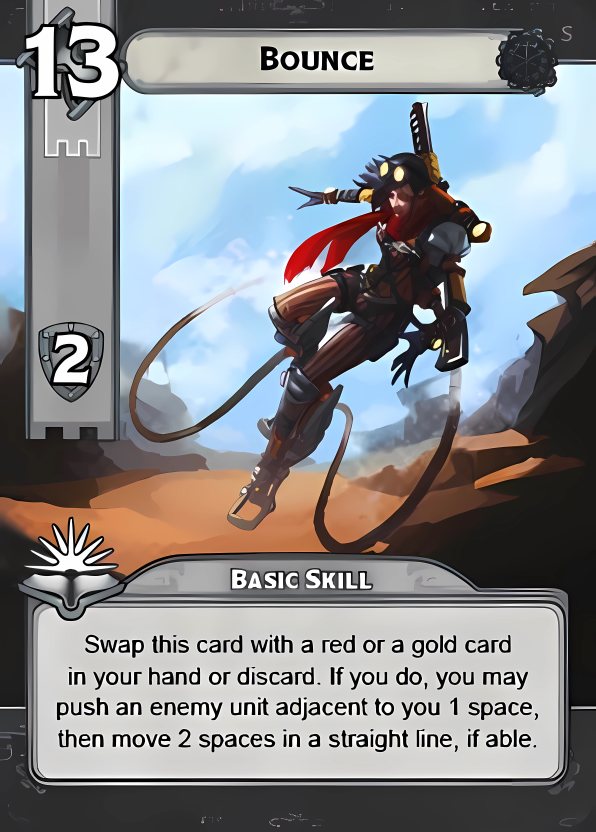 13
BOUNCE
S
2
BASIC SKILL
Swap this card with a red or a gold card
in your hand or discard. If you do, you may
push an enemy unit adjacent to you 1 space,
then move 2 spaces in a straight line, if able.